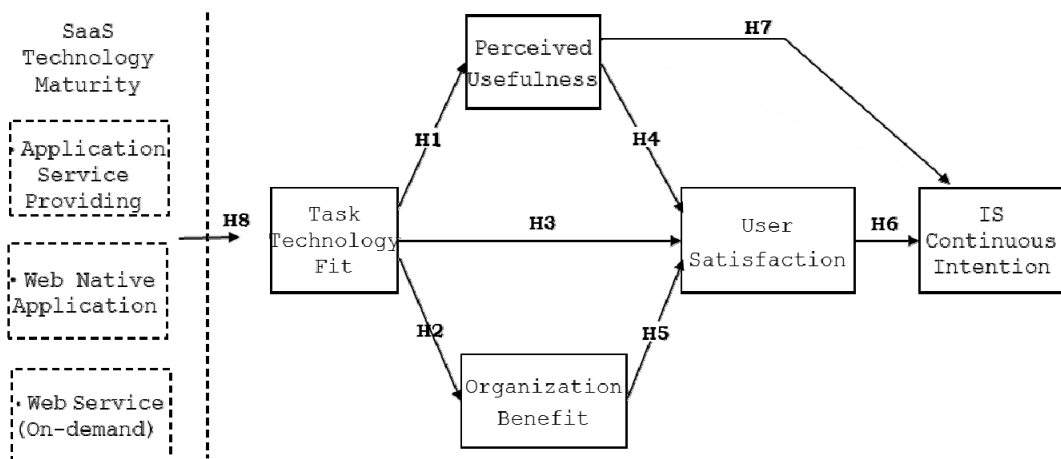 SaaS
Technology
Maturity
• Application
Service
Providing
• Web Native
Application
• Web Service
(On-demand)
H8
Task
Technology
Fit
H1
H2
H3
Perceived
Usefulness
Organization
Benefit
H4
H5
User
Satisfaction
H6
H7
IS
Continuous
Intention